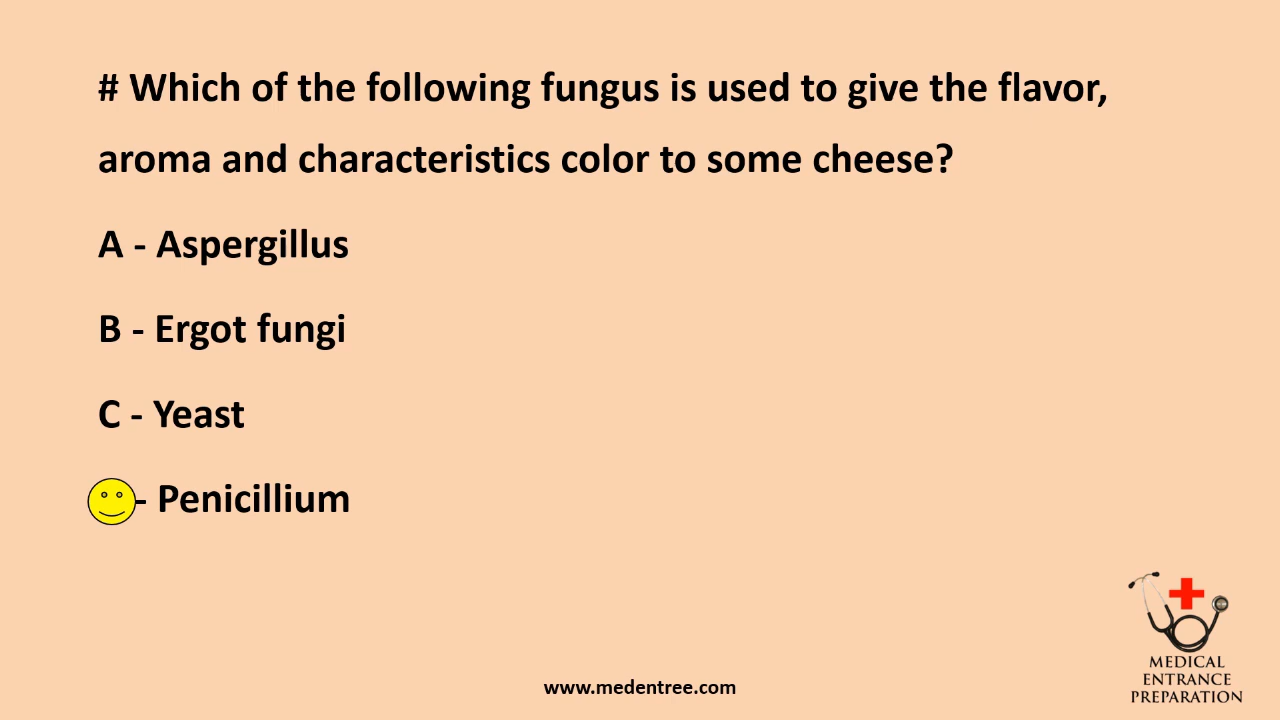 # Which of the following fungus is used to give the flavor,
aroma and characteristics color to some cheese?
A - Aspergillus
B - Ergot fungi
C - Yeast
- Penicillium
MEDICAL
ENTRANCE
PREPARATION
www.medentree.com